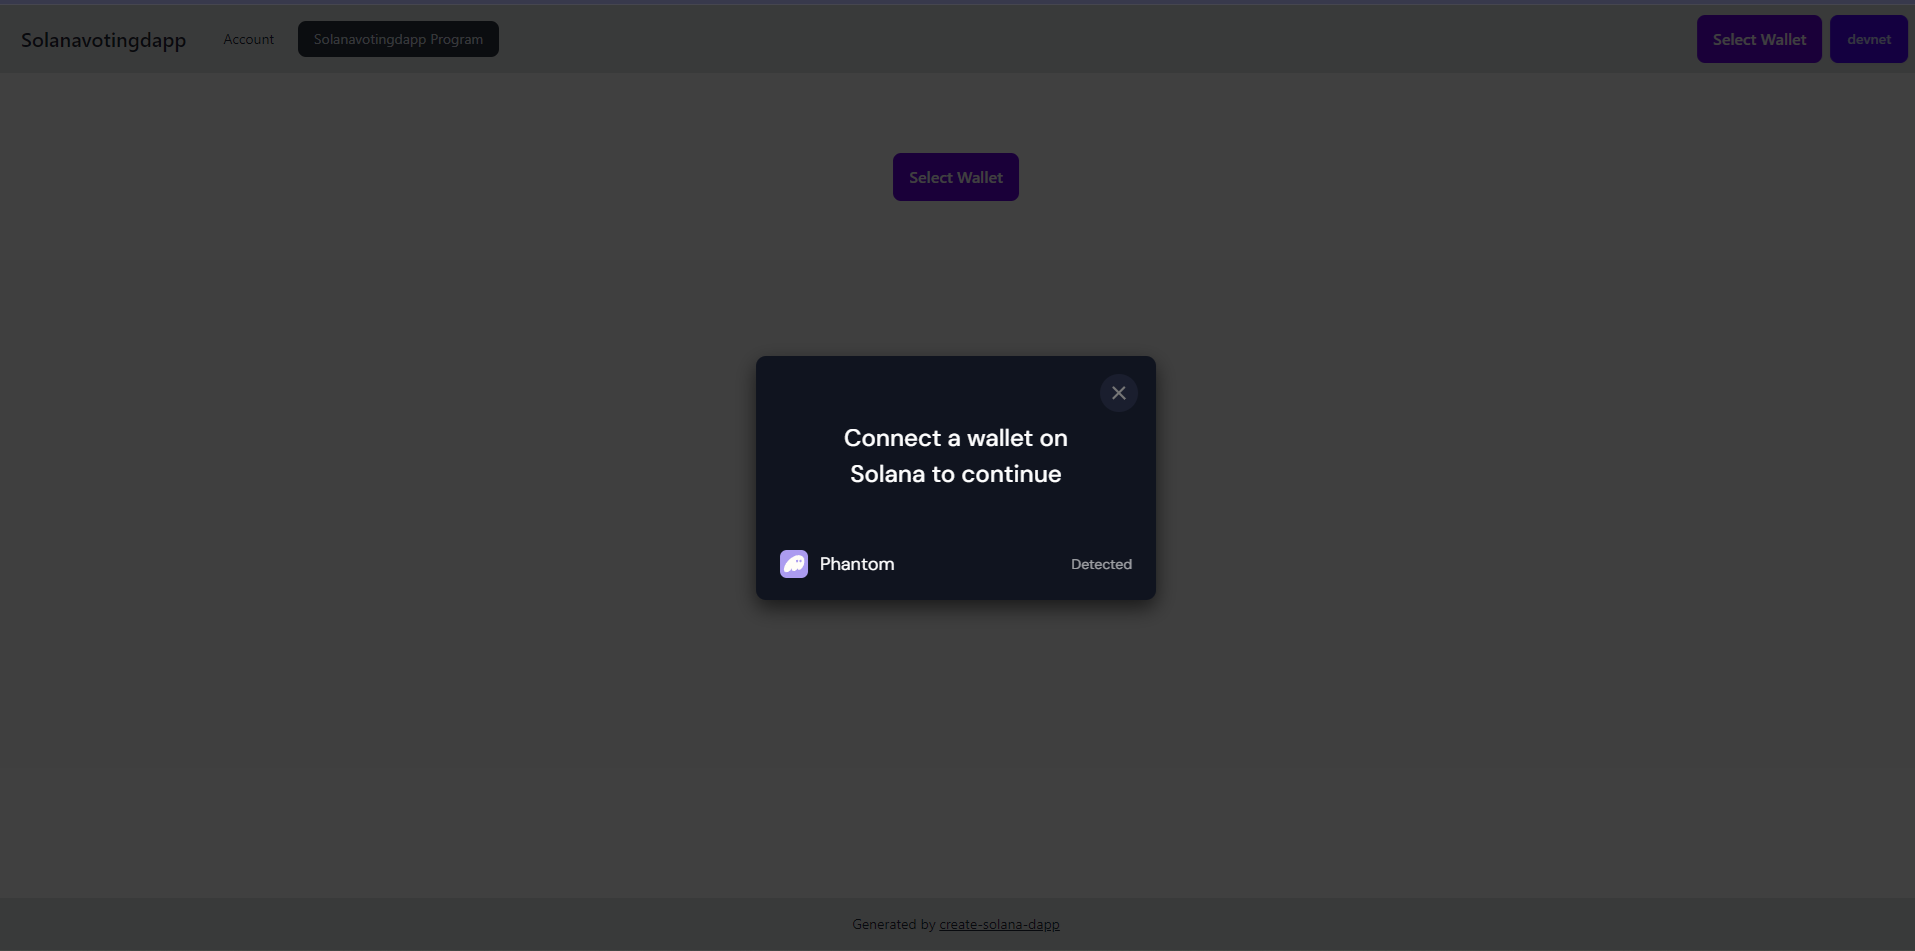 Solanavotingdapp Account Solanavotingdapp Program Select Wallet devnet
Select Wallet
Connect a wallet on
Solana to continue
Phantom Detected
Generated by create-solana-dapp